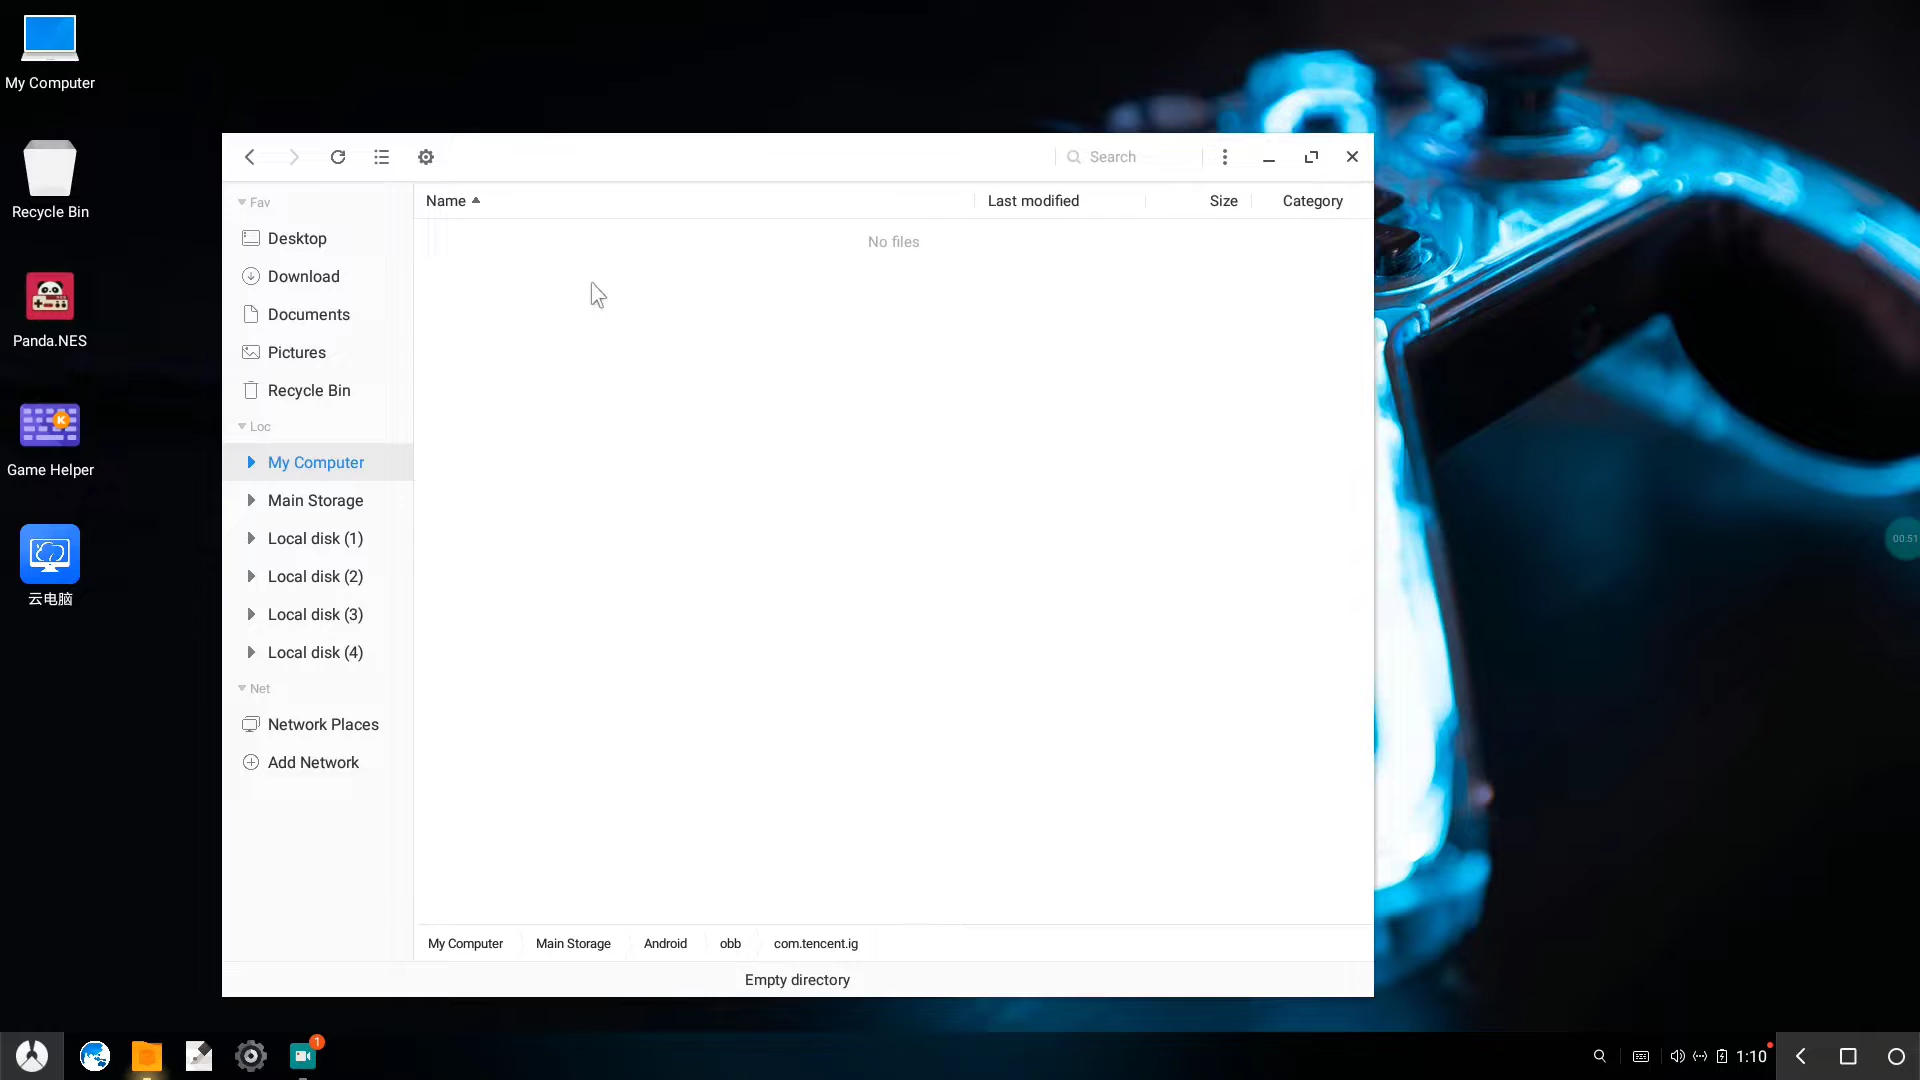 My Computer
Recycle Bin
Panda.NES
Game Helper
云电脑
Search
Fav
Desktop
Download
Documents
Pictures
Recycle Bin
Loc
My Computer
Main Storage
Local disk (1)
Local disk (2)
Local disk (3)
Local disk (4)
Net
Network Places
Add Network
Name Last modified Size Category
No files
My Computer Main Storage Android obb com.tencent.ig
Empty directory
00:51
1
1:10